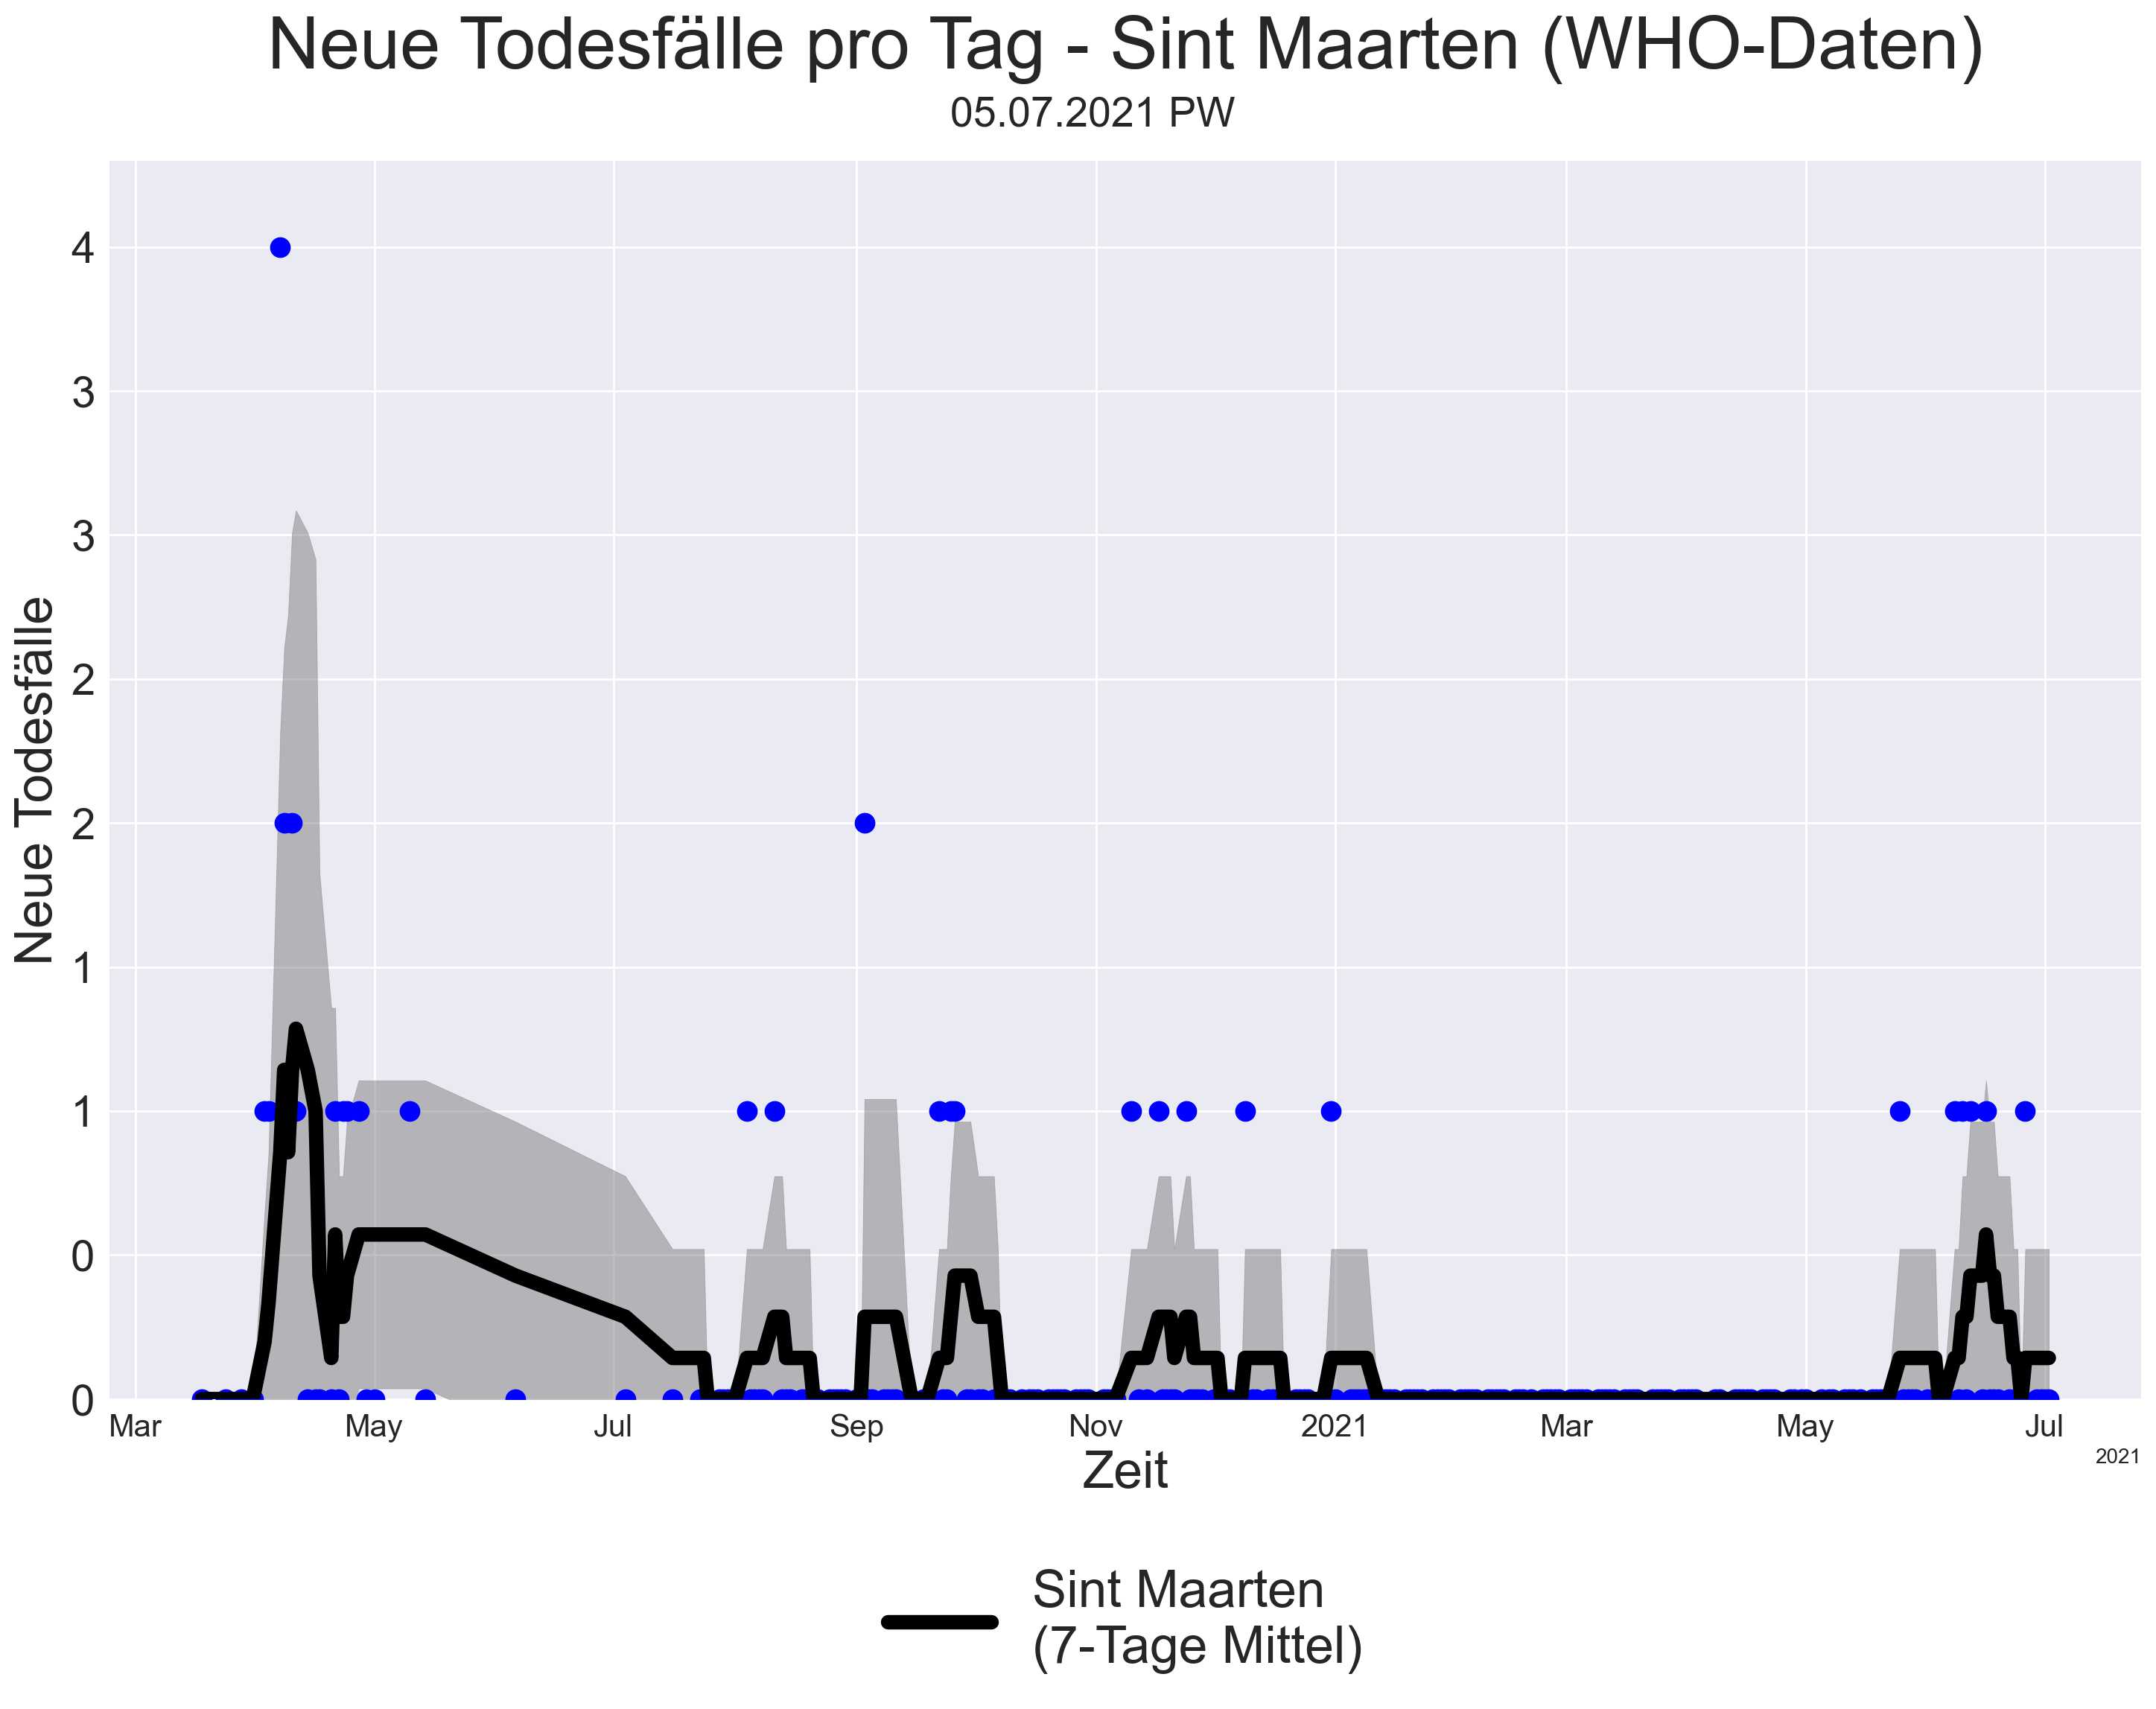 Neue Todesfälle pro Tag - Sint Maarten (WHO-Daten)
05.07.2021 PW
Neue Todesfälle
4
3
3
2
2
1
1
0
0
Mar May Jul Sep Nov 2021 Mar May Jul
2021
Zeit
Sint Maarten
(7-Tage Mittel)